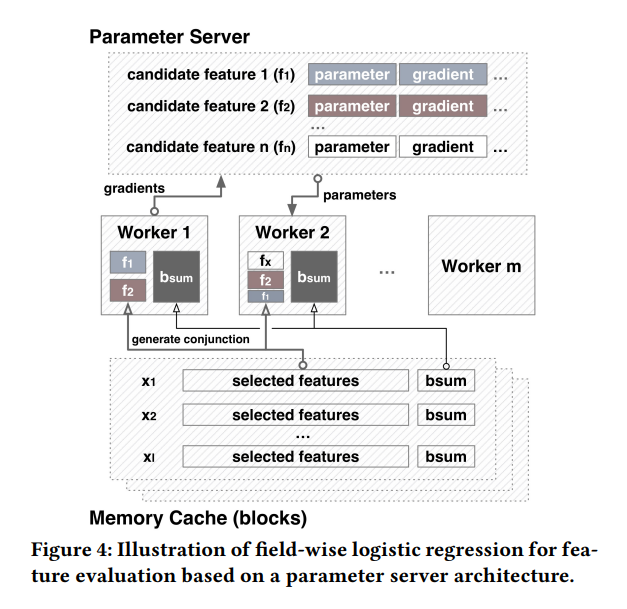 Parameter Server
candidate feature 1 (f1) parameter gradient ...
candidate feature 2 (f2) parameter gradient ...
...
candidate feature n (fn) parameter gradient ...
gradients
parameters
Worker 1
f1
f2
bsum
Worker 2
fx
f2
f1
bsum
...
Worker m
generate conjunction
x1 selected features bsum
x2 selected features bsum
...
xl selected features bsum
Memory Cache (blocks)
Figure 4: Illustration of field-wise logistic regression for fea-
ture evaluation based on a parameter server architecture.